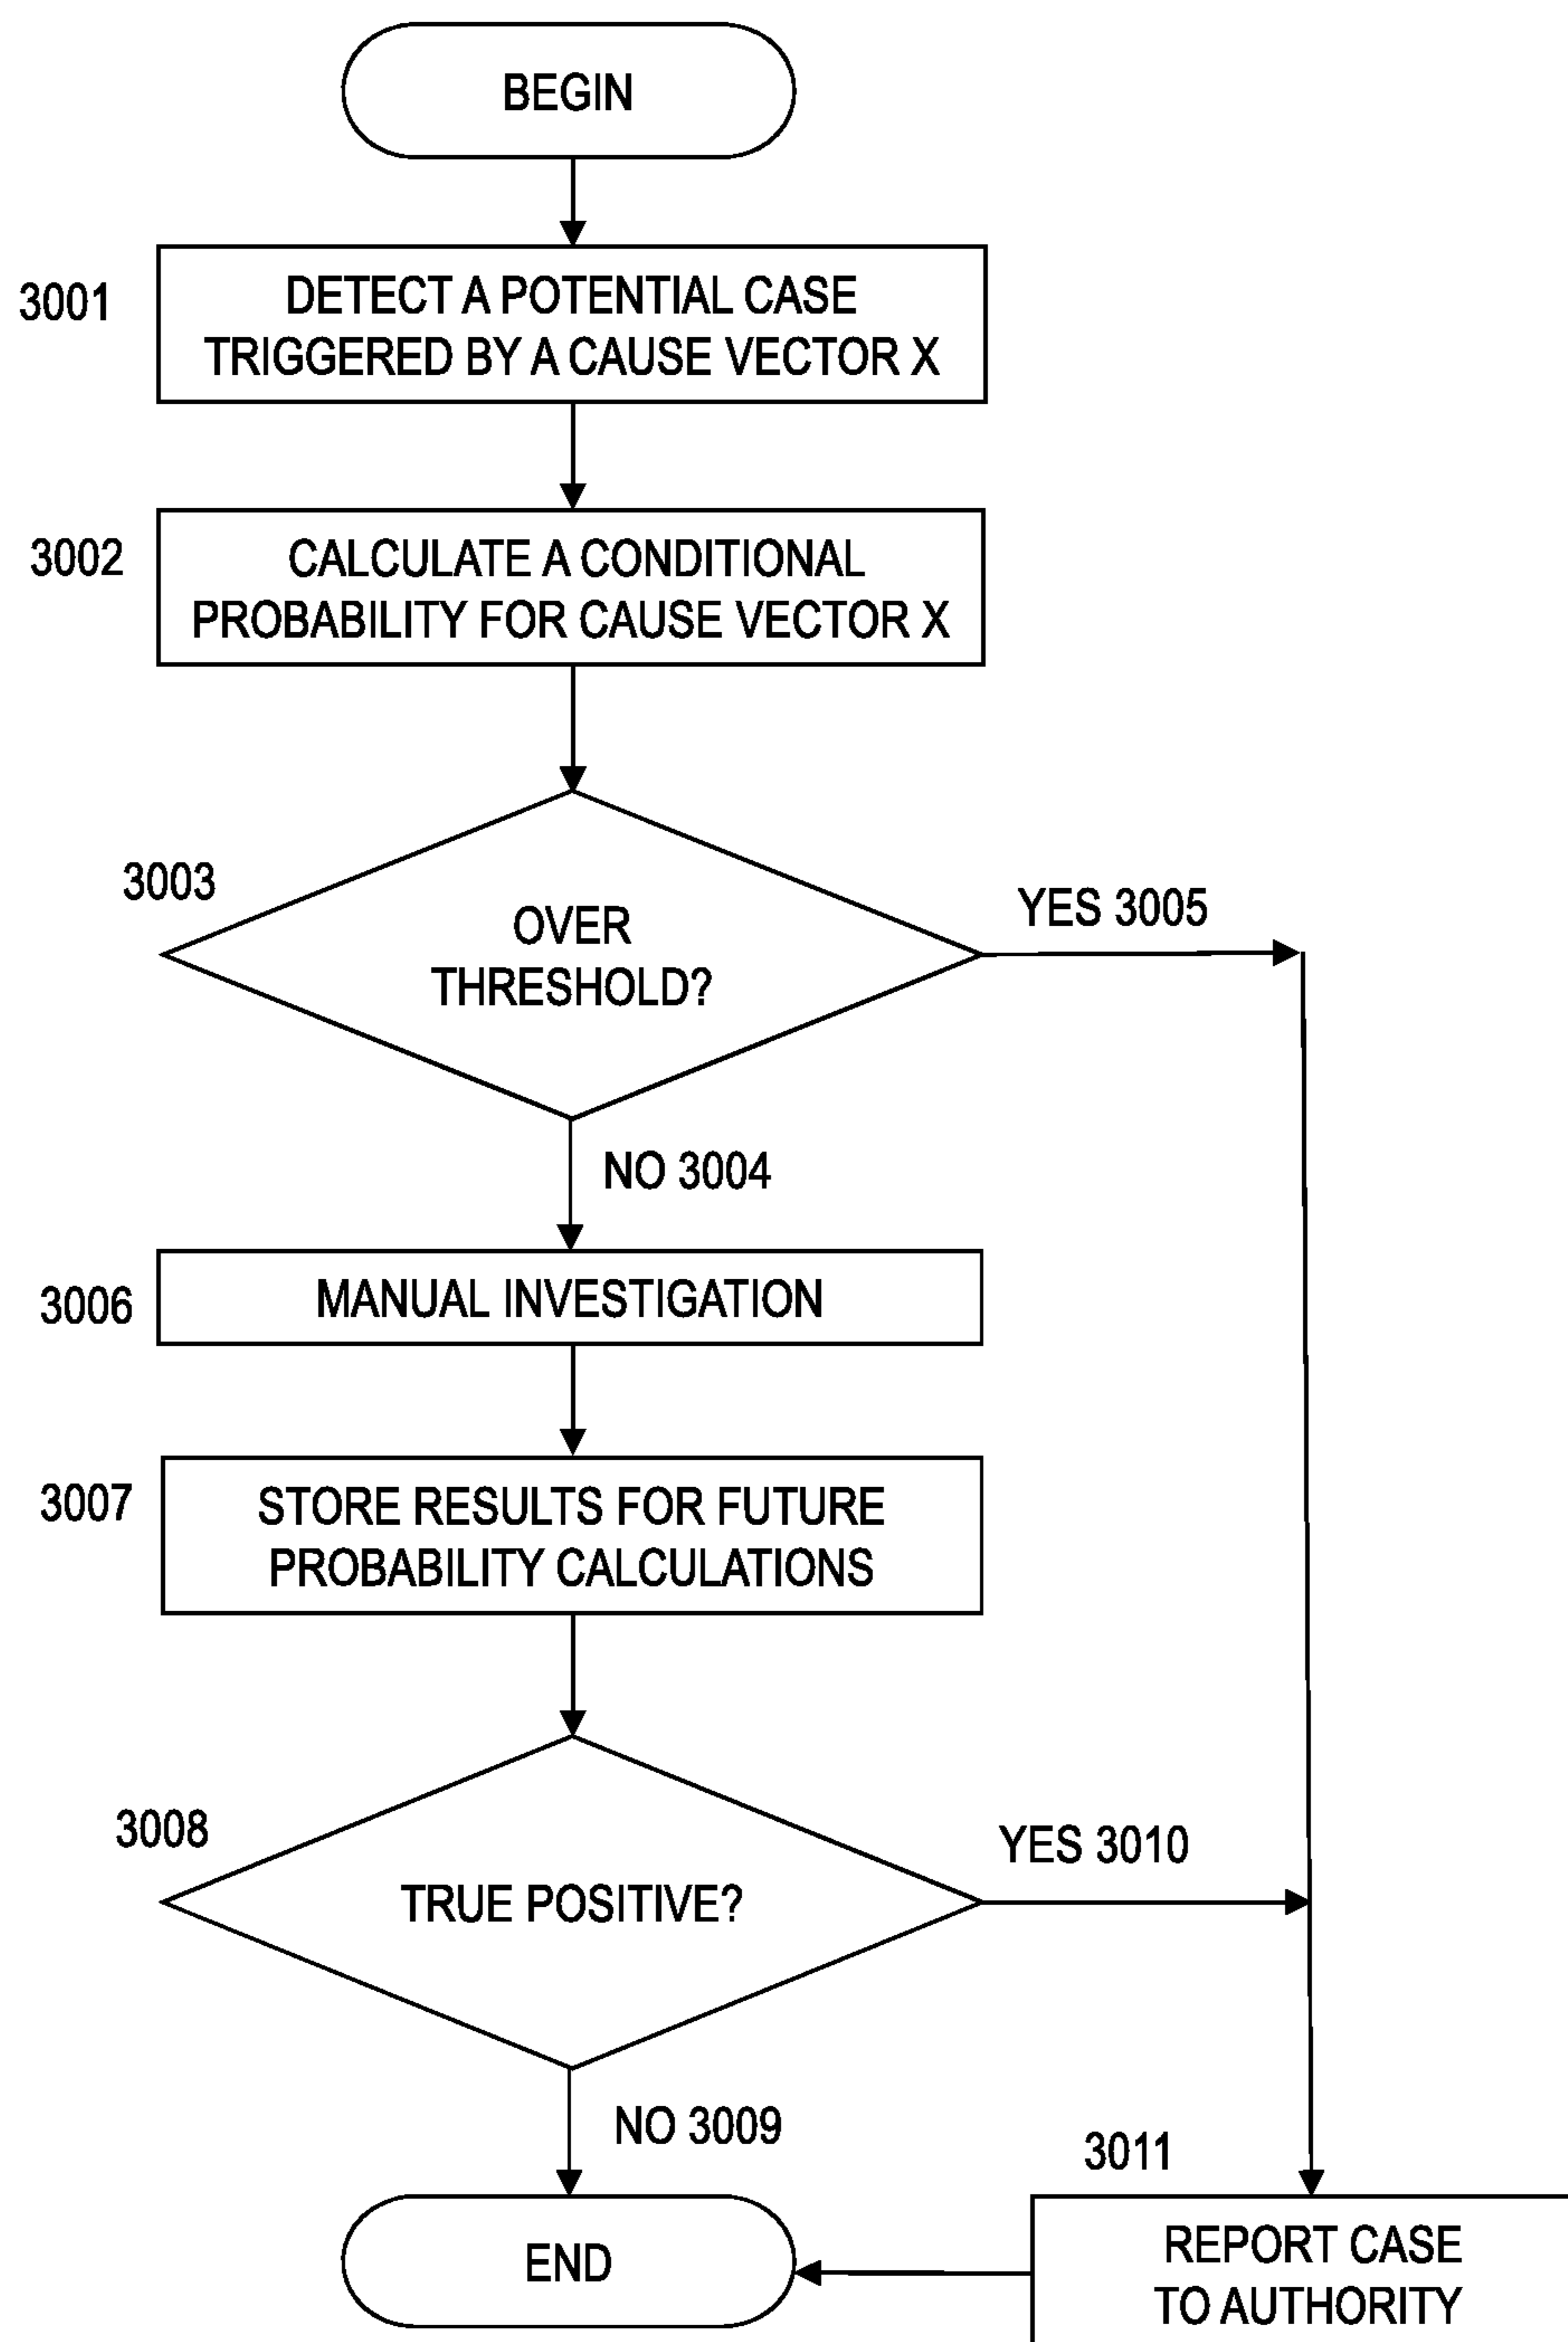 BEGIN
3001
DETECT A POTENTIAL CASE
TRIGGERED BY A CAUSE VECTOR X
3002
CALCULATE A CONDITIONAL
PROBABILITY FOR CAUSE VECTOR X
3003
OVER
THRESHOLD?
YES 3005
NO 3004
3006
MANUAL INVESTIGATION
3007
STORE RESULTS FOR FUTURE
PROBABILITY CALCULATIONS
3008
TRUE POSITIVE?
YES 3010
NO 3009
3011
END
REPORT CASE
TO AUTHORITY